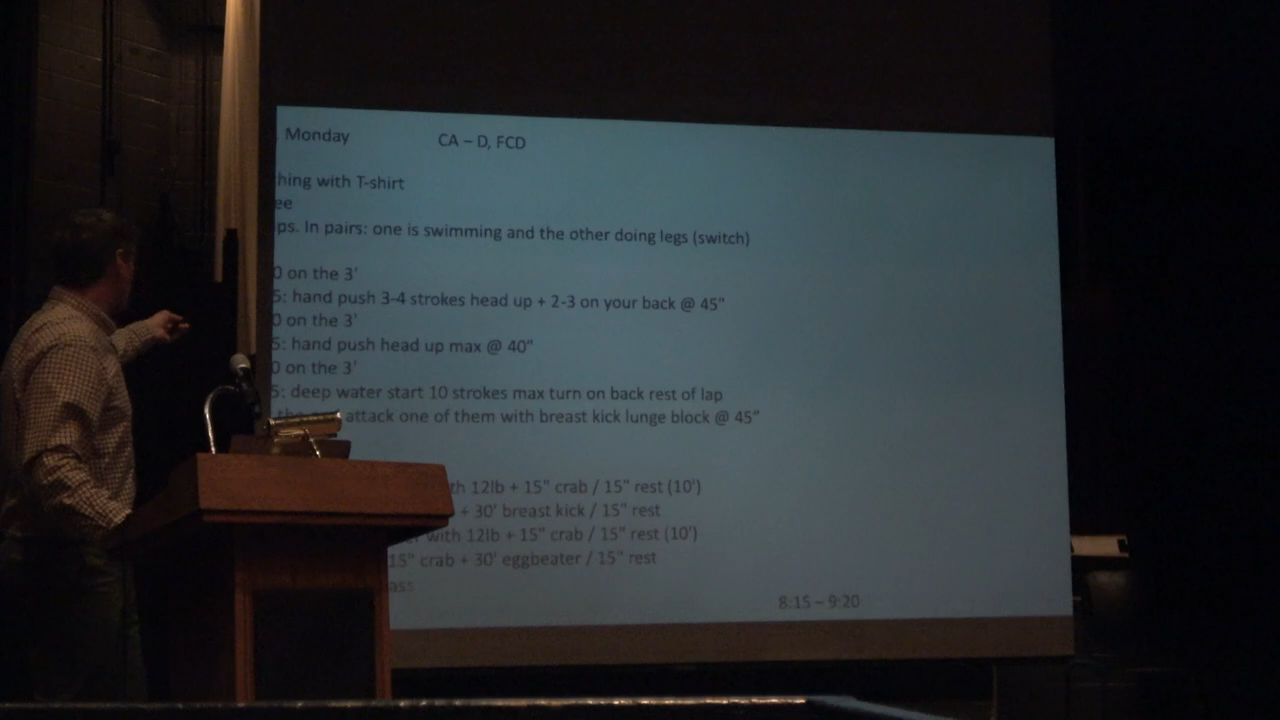 Monday CA – D, FCD
hing with T-shirt
ee
ps. In pairs: one is swimming and the other doing legs (switch)
0 on the 3'
5: hand push 3-4 strokes head up + 2-3 on your back @ 45"
0 on the 3'
5: hand push head up max @ 40"
0 on the 3'
5: deep water start 10 strokes max turn on back rest of lap
attack one of them with breast kick lunge block @ 45"
th 12lb + 15" crab / 15" rest (10')
+ 30' breast kick / 15" rest
with 12lb + 15" crab / 15" rest (10')
15" crab + 30' eggbeater / 15" rest
ass
8:15 – 9:20